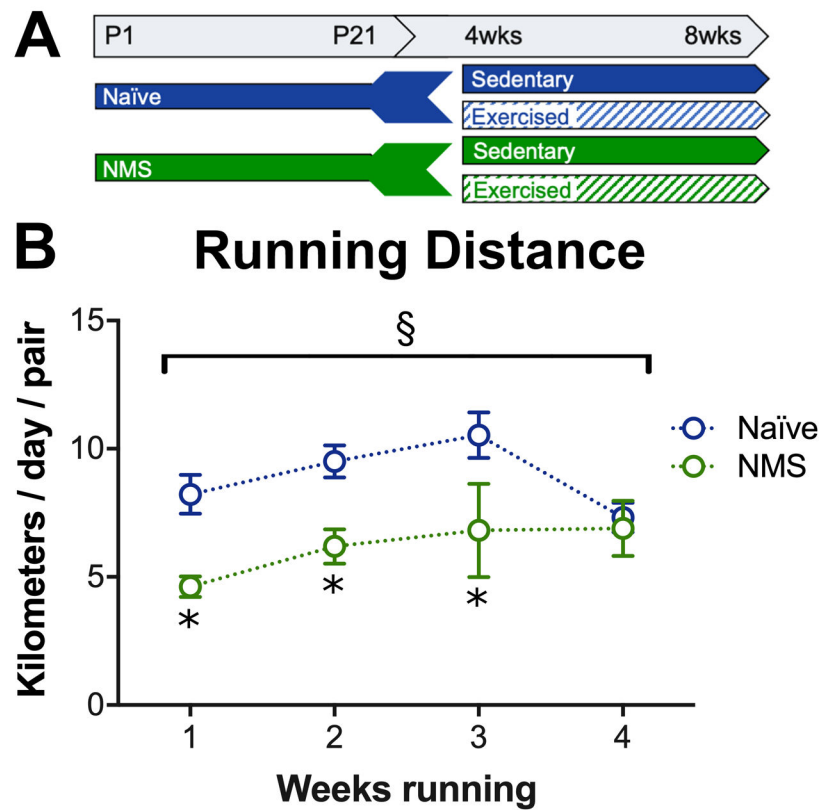 A
P1 P21 4wks 8wks
Naïve
Sedentary
Exercised
NMS
Sedentary
Exercised
B
Running Distance
§
15
10
5
0
Kilometers / day / pair
* * *
1 2 3 4
Weeks running
Naïve
NMS